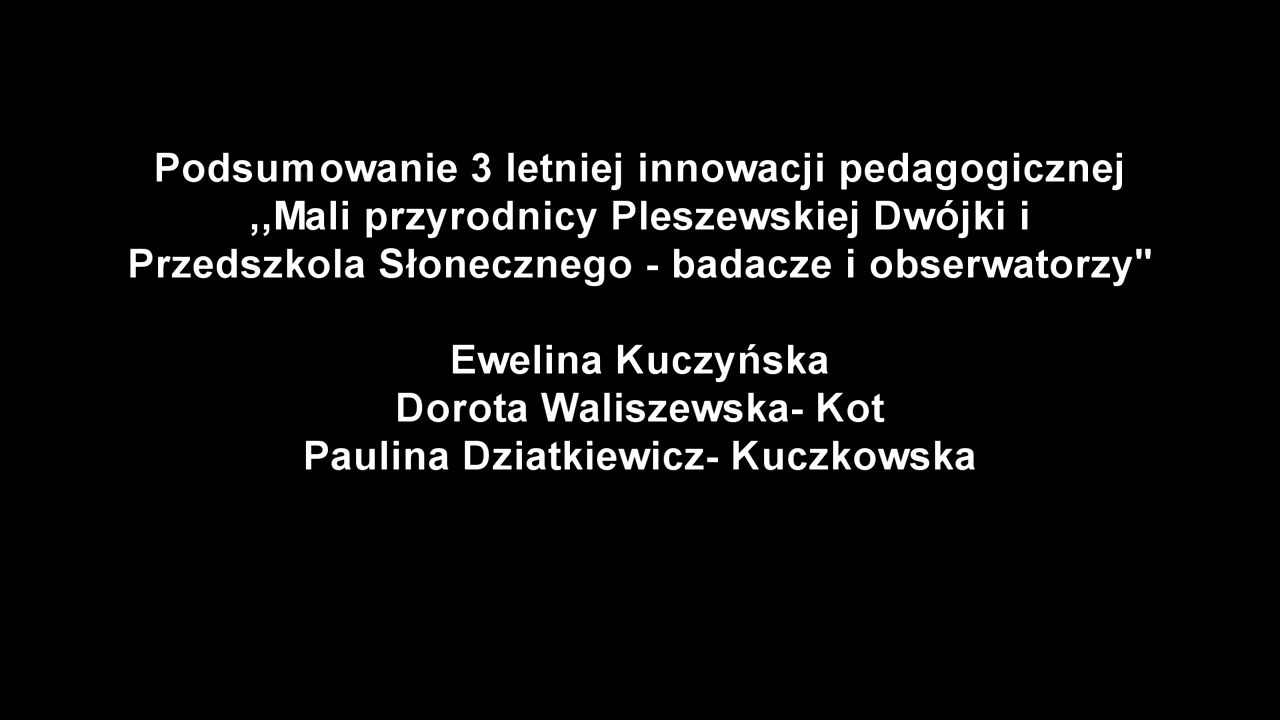 Podsumowanie 3 letniej innowacji pedagogicznej
,,Mali przyrodnicy Pleszewskiej Dwójki i
Przedszkola Słonecznego - badacze i obserwatorzy"
Ewelina Kuczyńska
Dorota Waliszewska- Kot
Paulina Dziatkiewicz- Kuczkowska